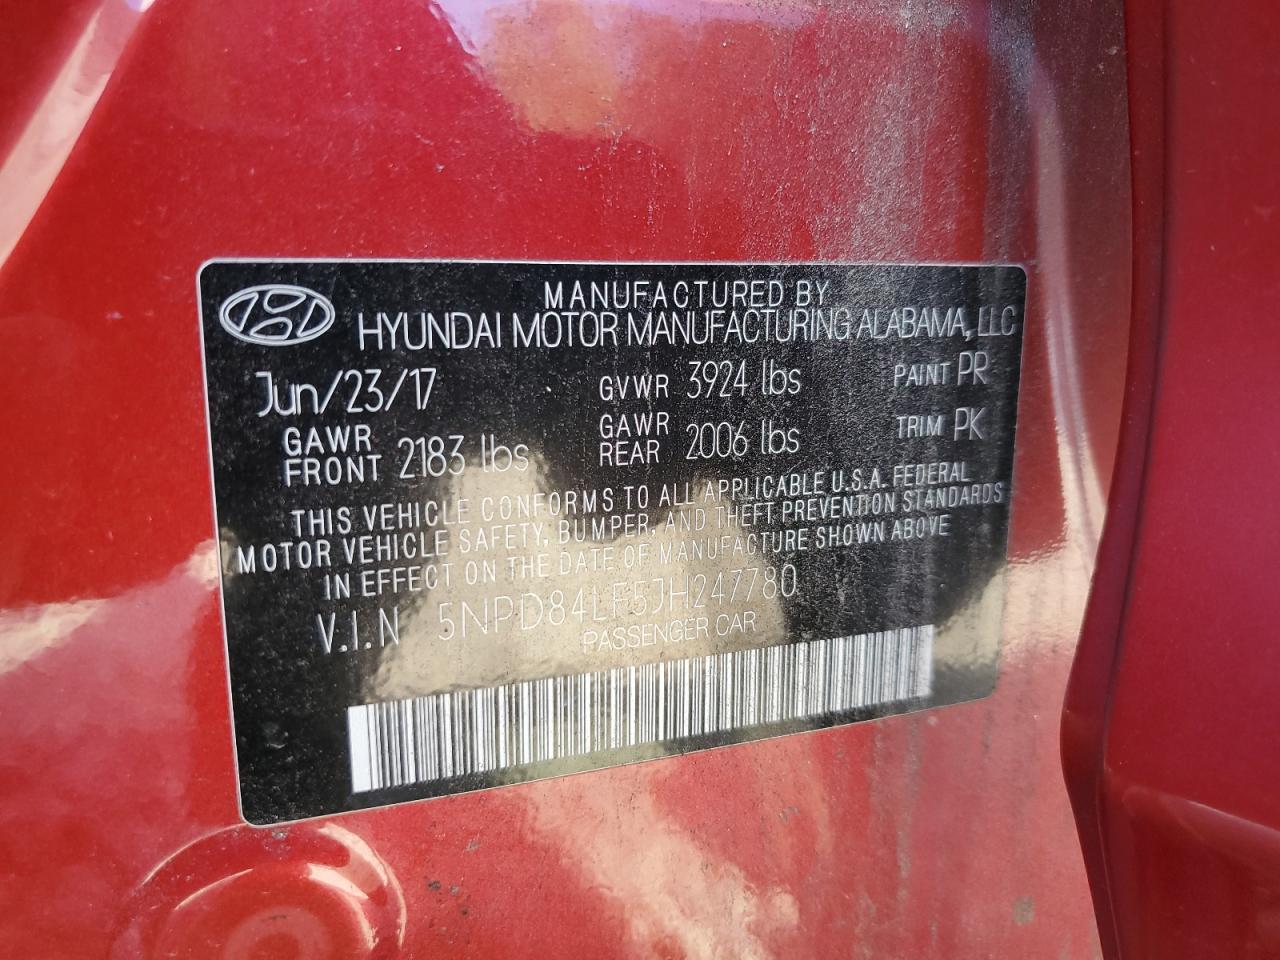 MANUFACTURED BY
HYUNDAI MOTOR MANUFACTURING ALABAMA, LLC
Jun/23/17 GVWR 3924 lbs PAINT PR
GAWR FRONT 2183 lbs GAWR REAR 2006 lbs TRIM PK
THIS VEHICLE CONFORMS TO ALL APPLICABLE U.S.A. FEDERAL
MOTOR VEHICLE SAFETY, BUMPER, AND THEFT PREVENTION STANDARDS
IN EFFECT ON THE DATE OF MANUFACTURE SHOWN ABOVE
V.I.N 5NPD84LF5JH247780
PASSENGER CAR